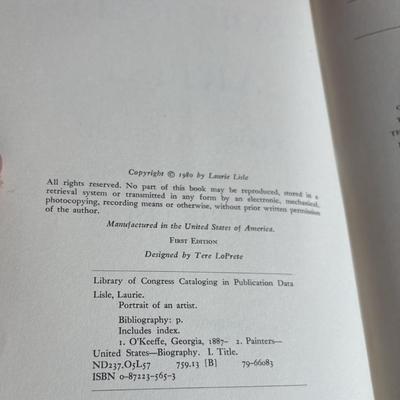 Copyright © 1980 by Laurie Lisle
All rights reserved. No part of this book may be reproduced, stored in a
retrieval system or transmitted in any form by an electronic, mechanical,
photocopying, recording means or otherwise, without prior written permission
of the author.
Manufactured in the United States of America.
First Edition
Designed by Tere LoPrete
Library of Congress Cataloging in Publication Data
Lisle, Laurie.
Portrait of an artist.
Bibliography: p.
Includes index.
1. O'Keeffe, Georgia, 1887– 1. Painters—
United States—Biography. I. Title.
ND237.O5L57 759.13 [B] 79-66083
ISBN 0-87223-565-3